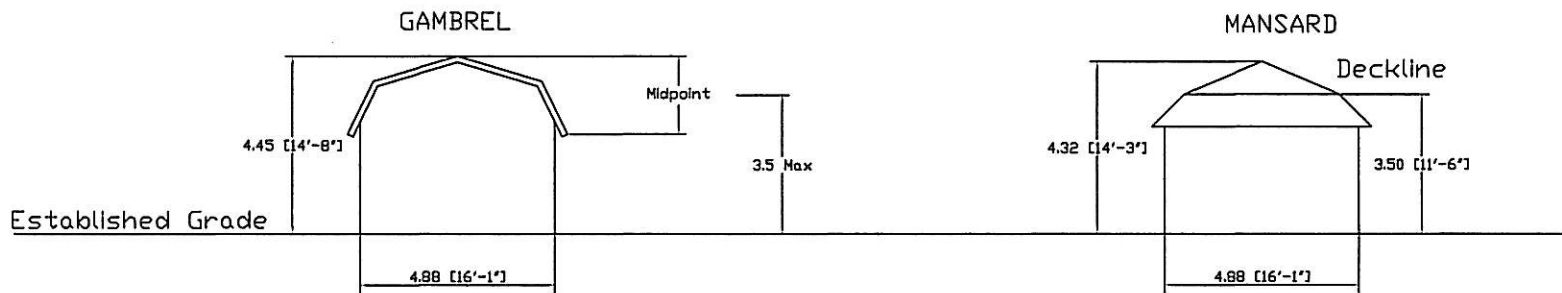 GAMBREL
MANSARD
Deckline
Midpoint
4.45 [14'-8"]
3.5 Max
4.32 [14'-3"]
3.50 [11'-6"]
Established Grade
4.88 [16'-1"]
4.88 [16'-1"]